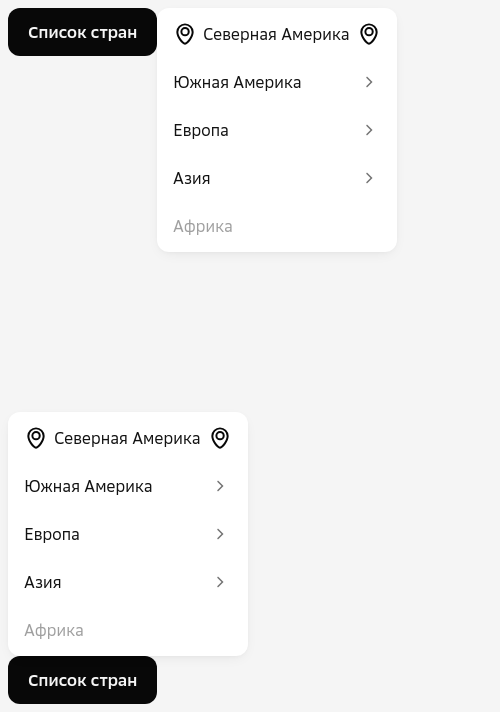 Список стран
Северная Америка
Южная Америка
Европа
Азия
Африка
Северная Америка
Южная Америка
Европа
Азия
Африка
Список стран